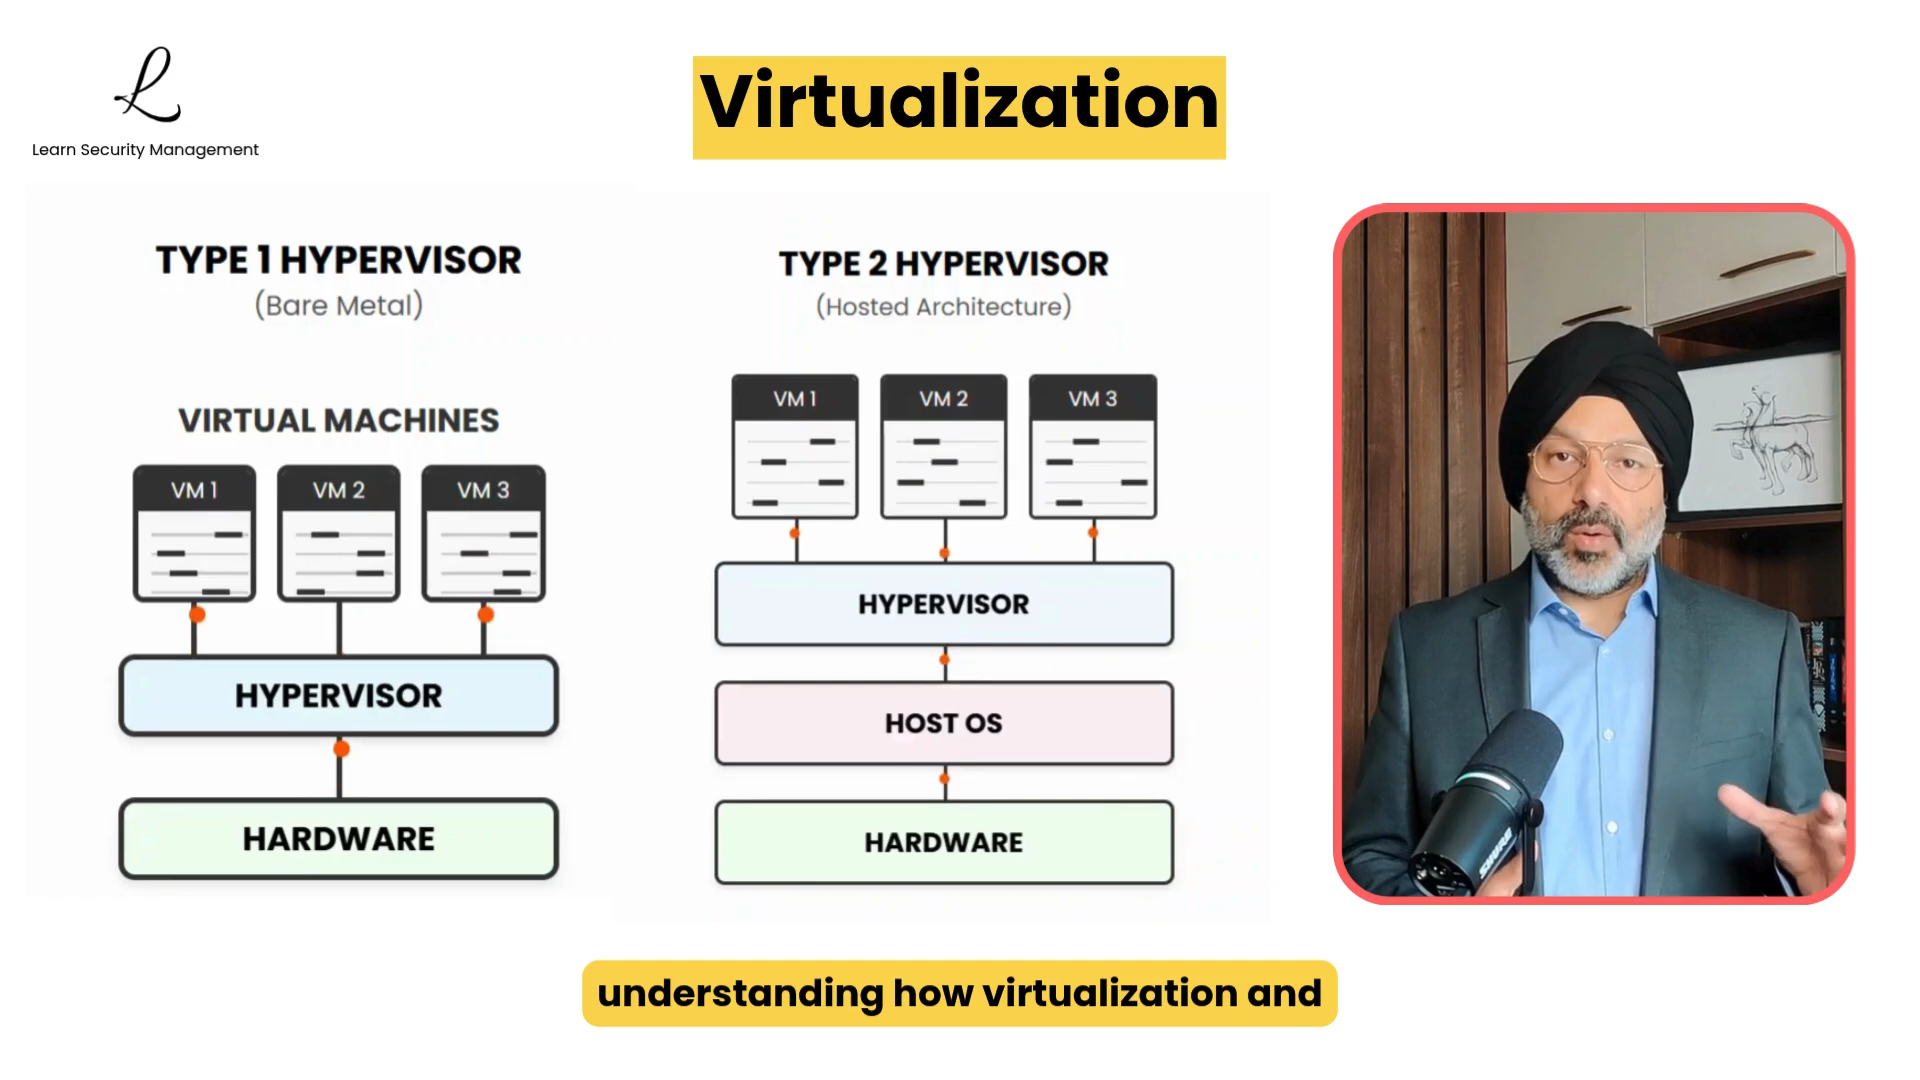 Learn Security Management
Virtualization
TYPE 1 HYPERVISOR
(Bare Metal)
VIRTUAL MACHINES
VM 1
VM 2
VM 3
HYPERVISOR
HARDWARE
TYPE 2 HYPERVISOR
(Hosted Architecture)
VM 1
VM 2
VM 3
HYPERVISOR
HOST OS
HARDWARE
SHURE
understanding how virtualization and